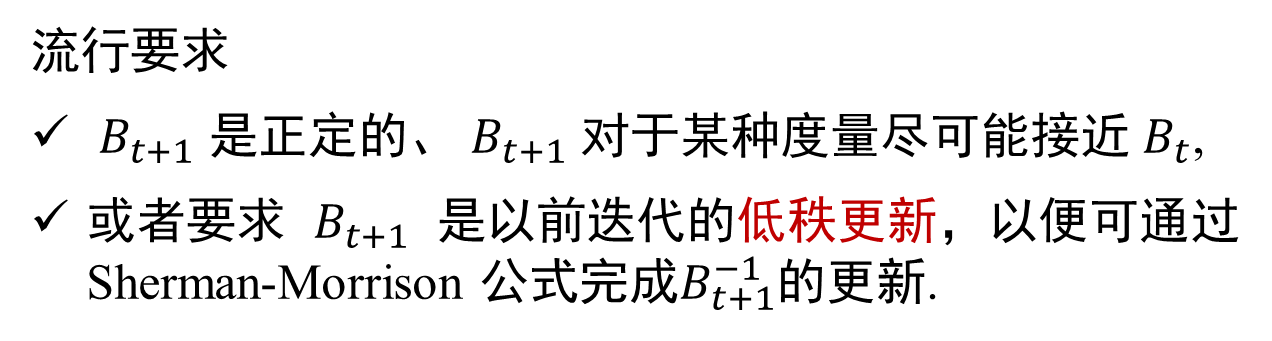 流行要求
✓ $B_{t+1}$ 是正定的、 $B_{t+1}$ 对于某种度量尽可能接近 $B_t$,
✓ 或者要求 $B_{t+1}$ 是以前迭代的低秩更新，以便可通过
Sherman-Morrison 公式完成$B_{t+1}^{-1}$的更新.